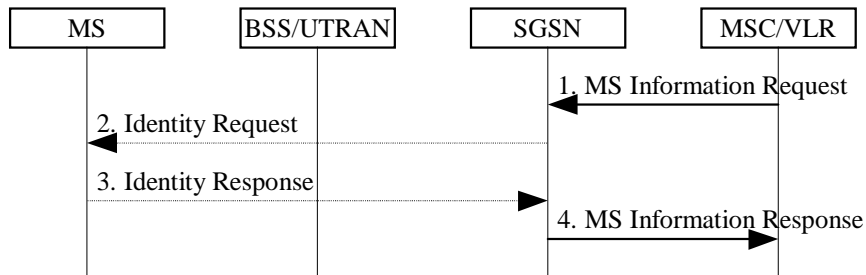 MS
BSS/UTRAN
SGSN
MSC/VLR
1. MS Information Request
2. Identity Request
3. Identity Response
4. MS Information Response